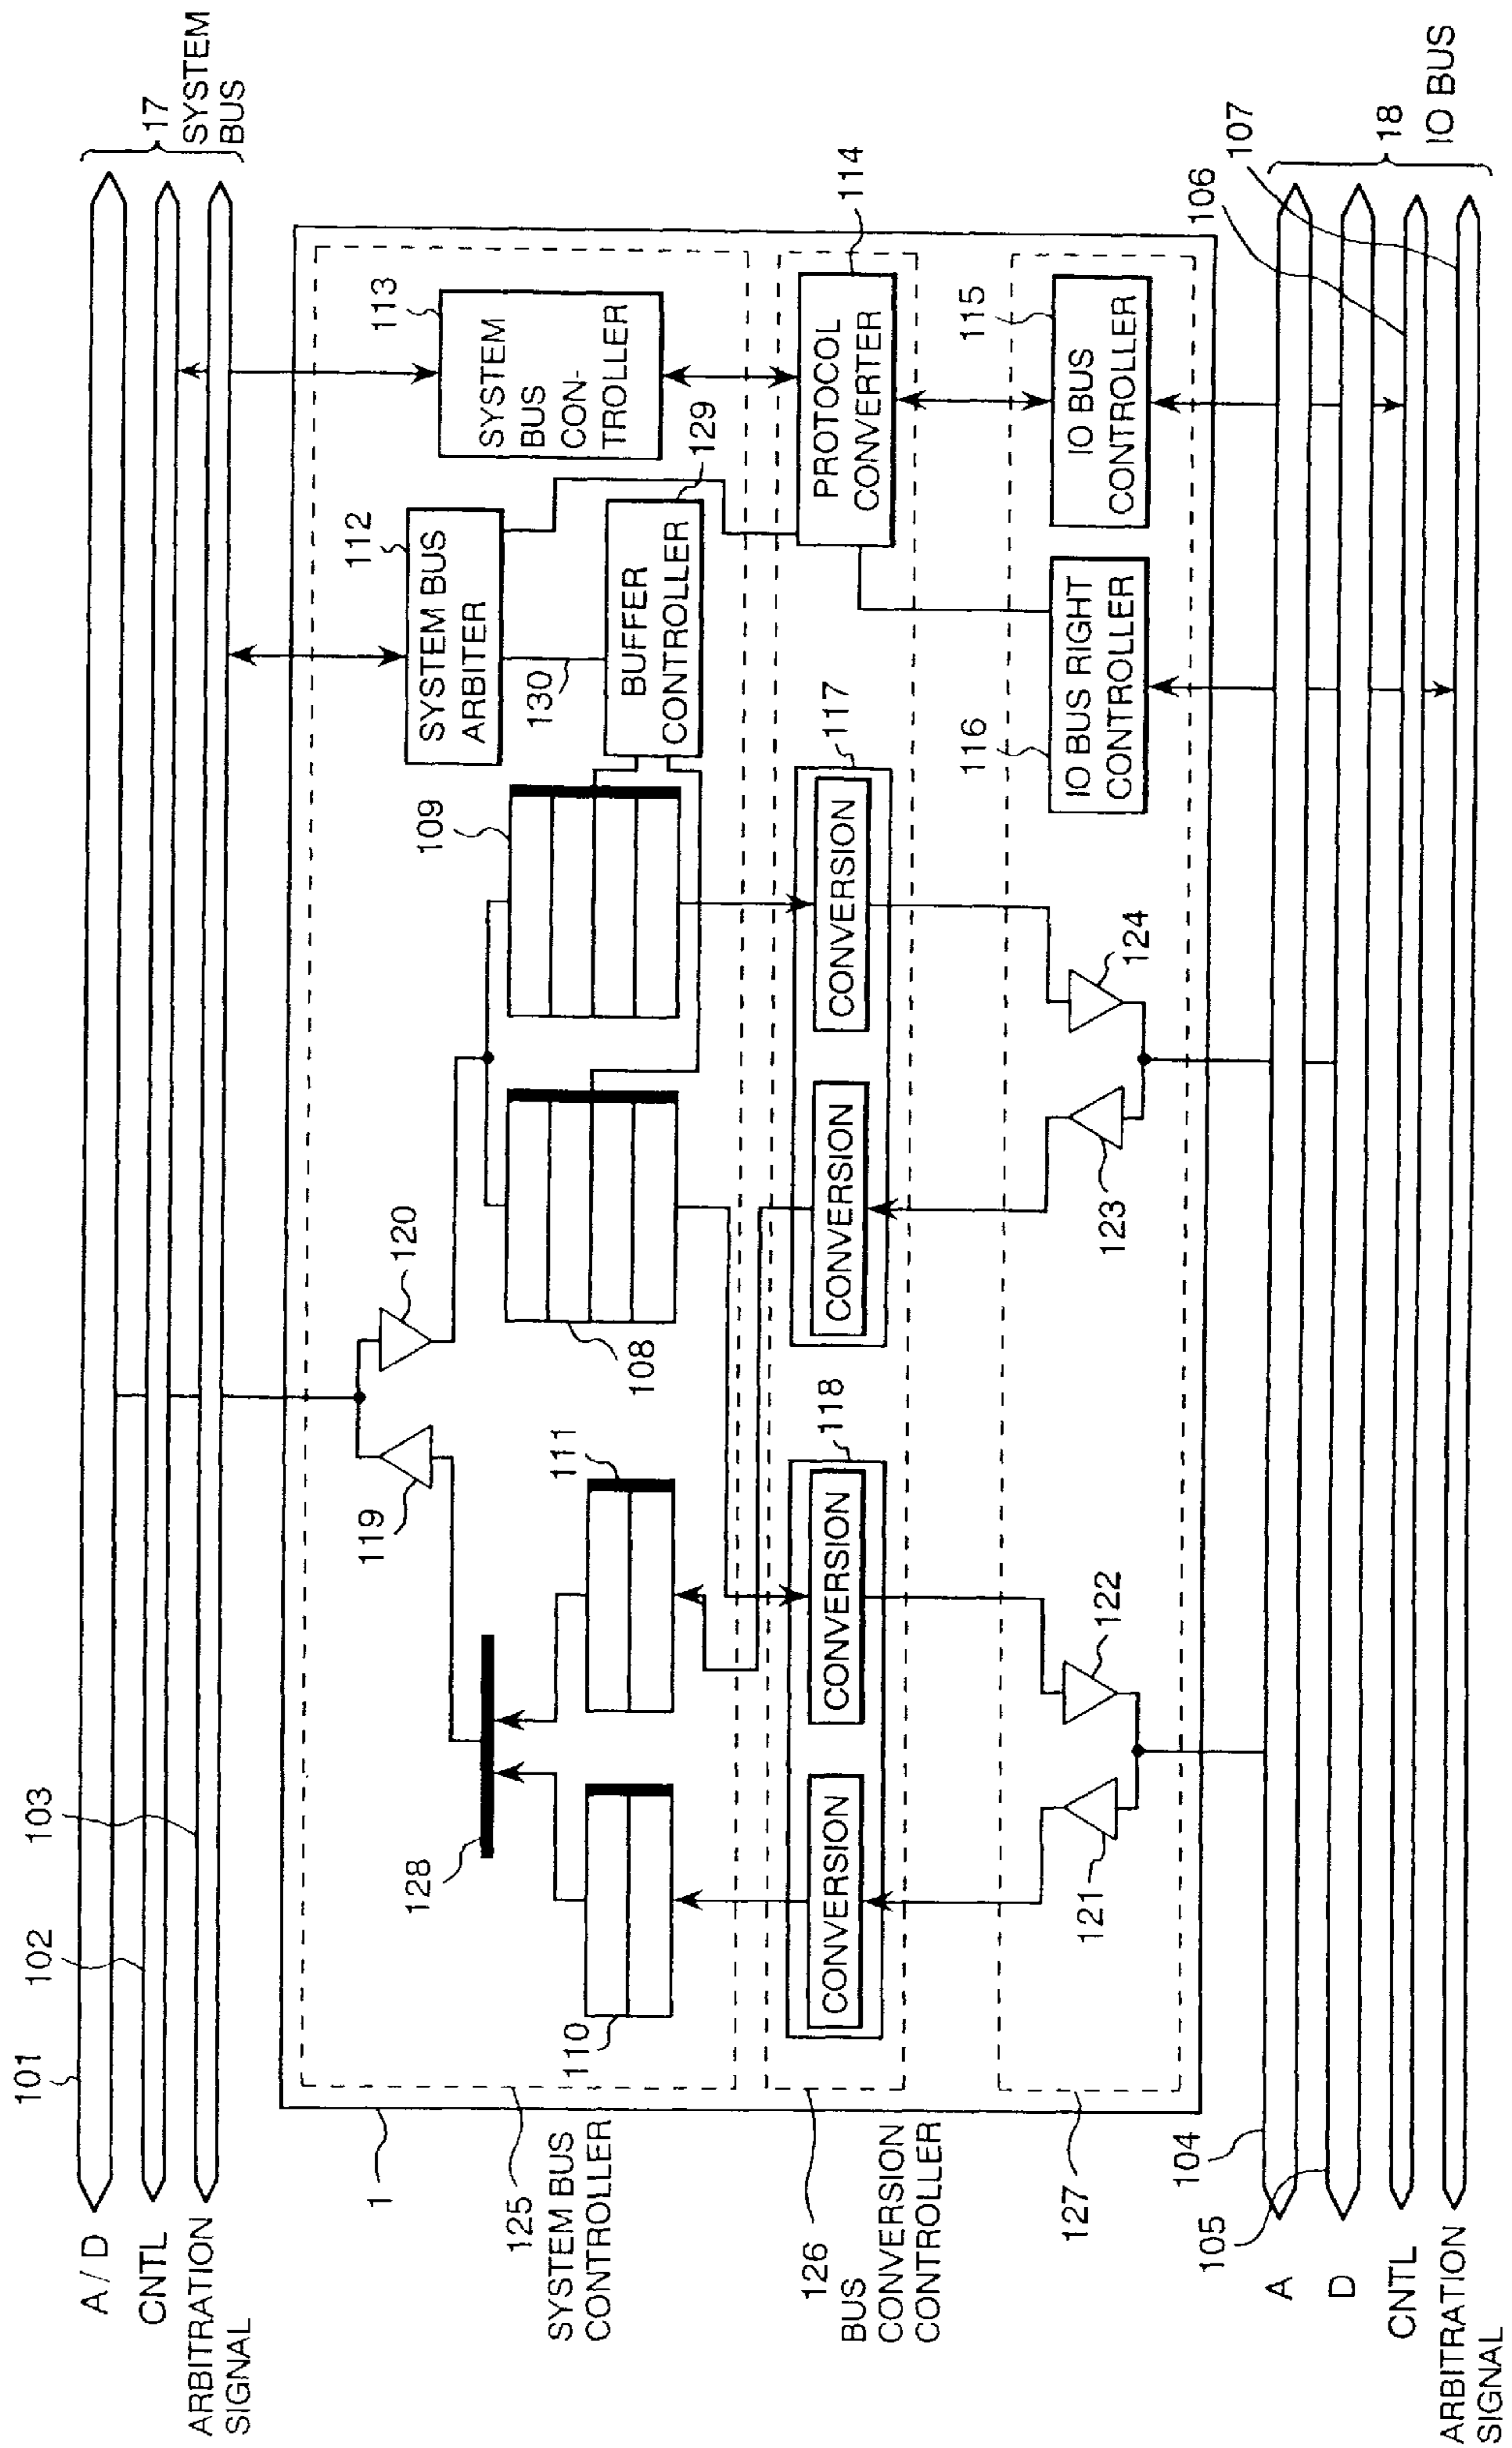 101
102
103
A / D
CNTL
ARBITRATION
SIGNAL
17
SYSTEM
BUS
1
125
SYSTEM BUS
CONTROLLER
126
BUS
CONVERSION
CONTROLLER
127
119
120
128
110
111
108
109
112
SYSTEM BUS
ARBITER
130
BUFFER
CONTROLLER
129
113
SYSTEM
BUS
CON-
TROLLER
118
CONVERSION
CONVERSION
117
CONVERSION
CONVERSION
114
PROTOCOL
CONVERTER
121
122
123
124
116
IO BUS RIGHT
CONTROLLER
115
IO BUS
CONTROLLER
104
105
106
107
A
D
CNTL
ARBITRATION
SIGNAL
18
IO BUS